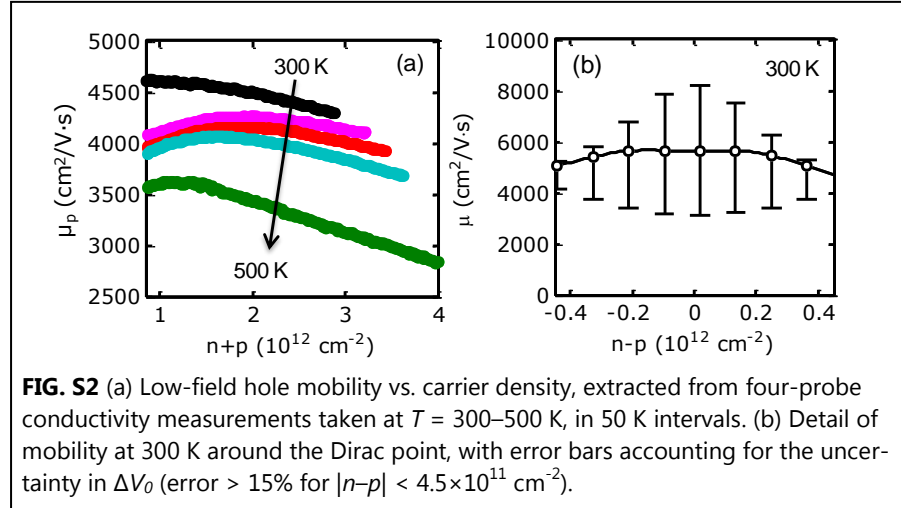 (a)
300 K
500 K
5000
4500
4000
3500
3000
2500
μp (cm²/V·s)
1 2 3 4
n+p (10¹² cm⁻²)
(b)
300 K
10000
8000
6000
4000
2000
0
μ (cm²/V·s)
-0.4 -0.2 0 0.2 0.4
n-p (10¹² cm⁻²)
FIG. S2 (a) Low-field hole mobility vs. carrier density, extracted from four-probe
conductivity measurements taken at T = 300–500 K, in 50 K intervals. (b) Detail of
mobility at 300 K around the Dirac point, with error bars accounting for the uncer-
tainty in ΔV₀ (error > 15% for |n–p| < 4.5×10¹¹ cm⁻²).